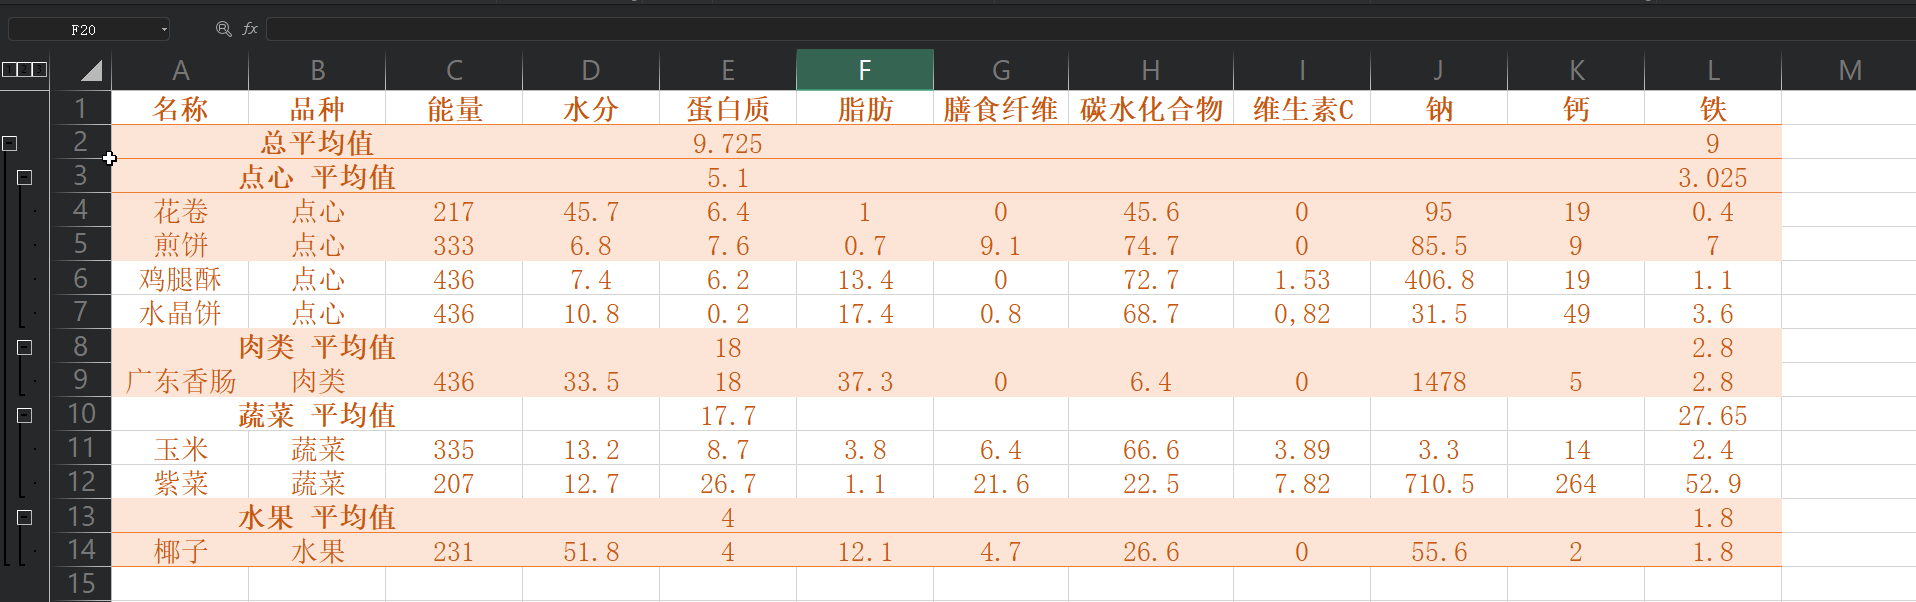 F20 fx
A B C D E F G H I J K L M
1 名称 品种 能量 水分 蛋白质 脂肪 膳食纤维 碳水化合物 维生素C 钠 钙 铁
2 总平均值 9.725 9
3 点心 平均值 5.1 3.025
4 花卷 点心 217 45.7 6.4 1 0 45.6 0 95 19 0.4
5 煎饼 点心 333 6.8 7.6 0.7 9.1 74.7 0 85.5 9 7
6 鸡腿酥 点心 436 7.4 6.2 13.4 0 72.7 1.53 406.8 19 1.1
7 水晶饼 点心 436 10.8 0.2 17.4 0.8 68.7 0,82 31.5 49 3.6
8 肉类 平均值 18 2.8
9 广东香肠 肉类 436 33.5 18 37.3 0 6.4 0 1478 5 2.8
10 蔬菜 平均值 17.7 27.65
11 玉米 蔬菜 335 13.2 8.7 3.8 6.4 66.6 3.89 3.3 14 2.4
12 紫菜 蔬菜 207 12.7 26.7 1.1 21.6 22.5 7.82 710.5 264 52.9
13 水果 平均值 4 1.8
14 椰子 水果 231 51.8 4 12.1 4.7 26.6 0 55.6 2 1.8
15